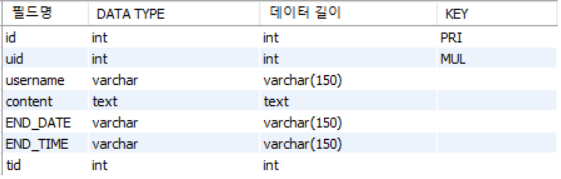 필드명 DATA TYPE 데이터 길이 KEY
id int int PRI
uid int int MUL
username varchar varchar(150)
content text text
END_DATE varchar varchar(150)
END_TIME varchar varchar(150)
tid int int